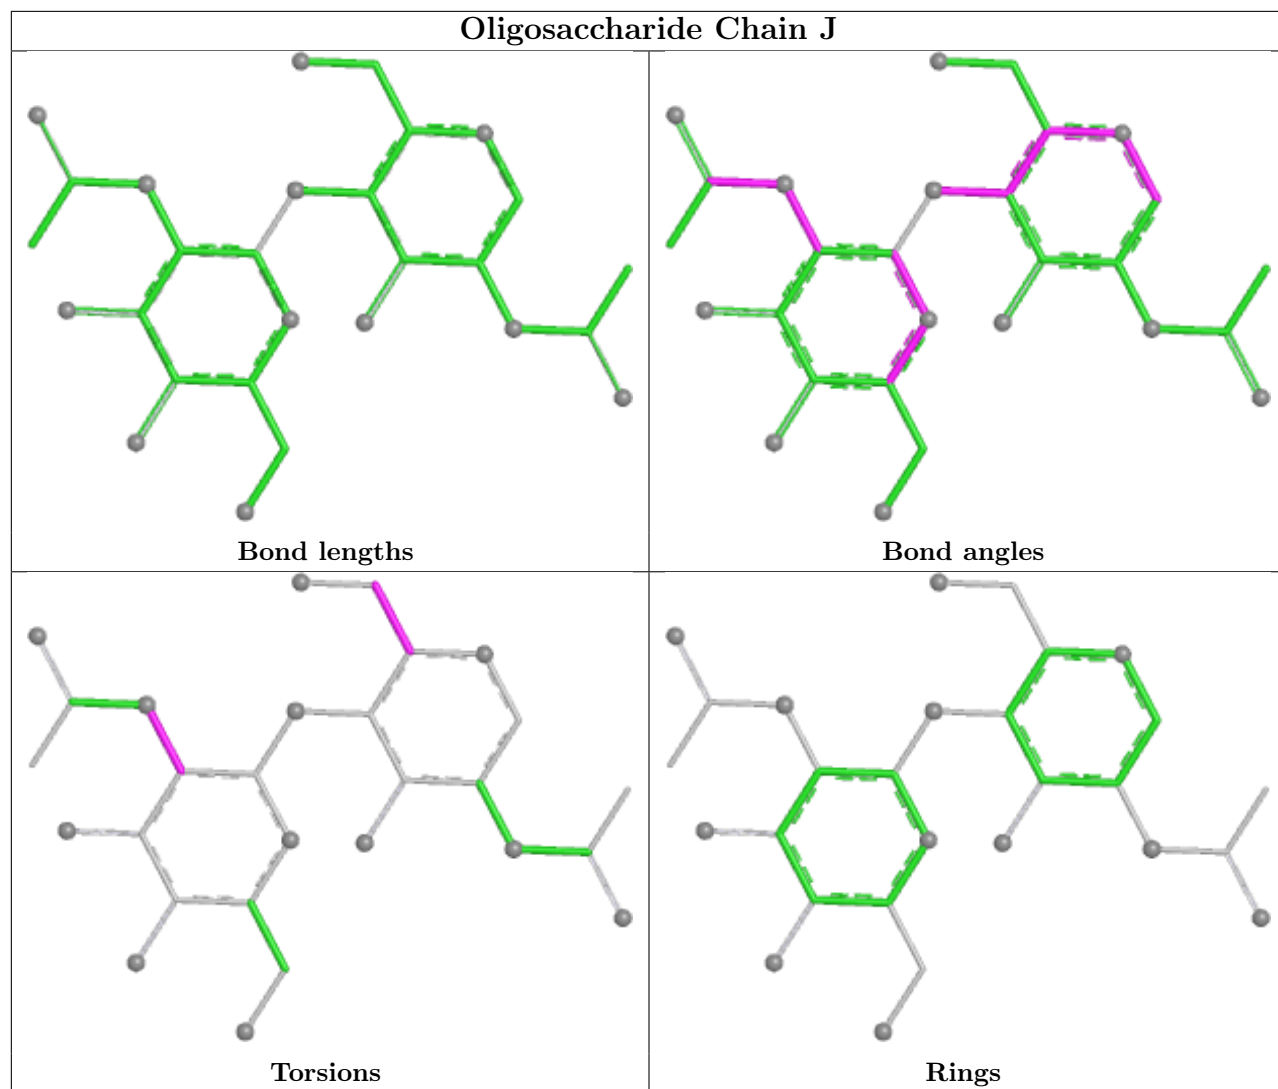 Oligosaccharide Chain J
Bond lengths
Bond angles
Torsions
Rings